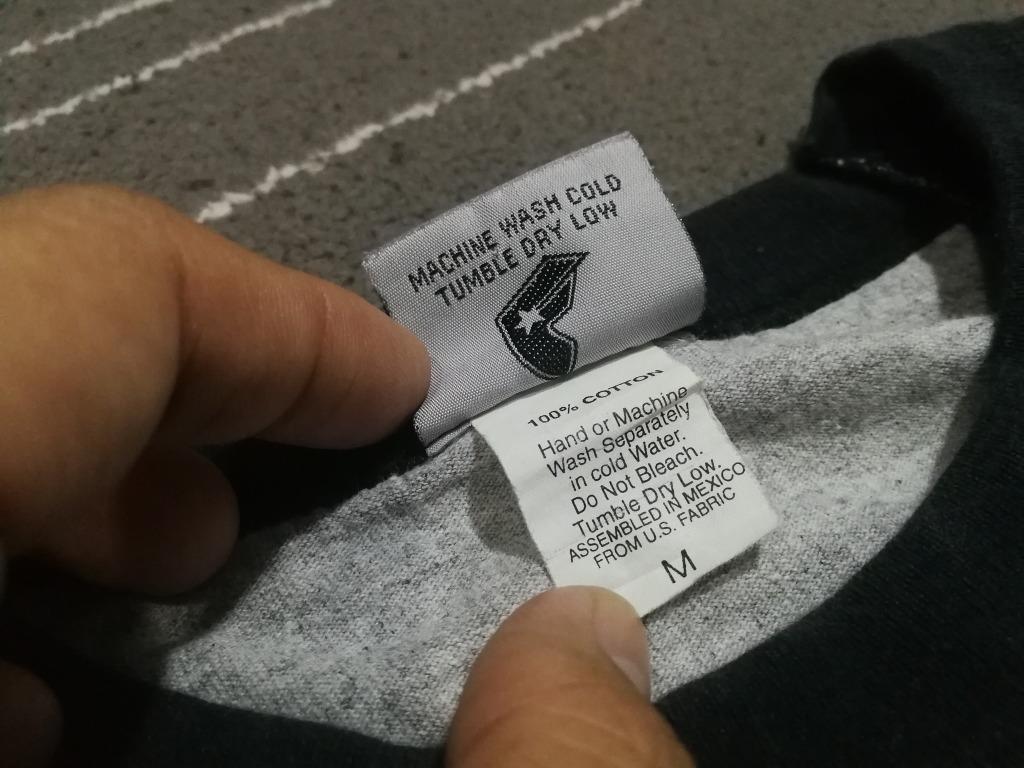 MACHINE WASH COLD
TUMBLE DRY LOW
100% COTTON
Hand or Machine
Wash Separately
in cold Water.
Do Not Bleach.
Tumble Dry Low.
ASSEMBLED IN MEXICO
FROM U.S. FABRIC
M